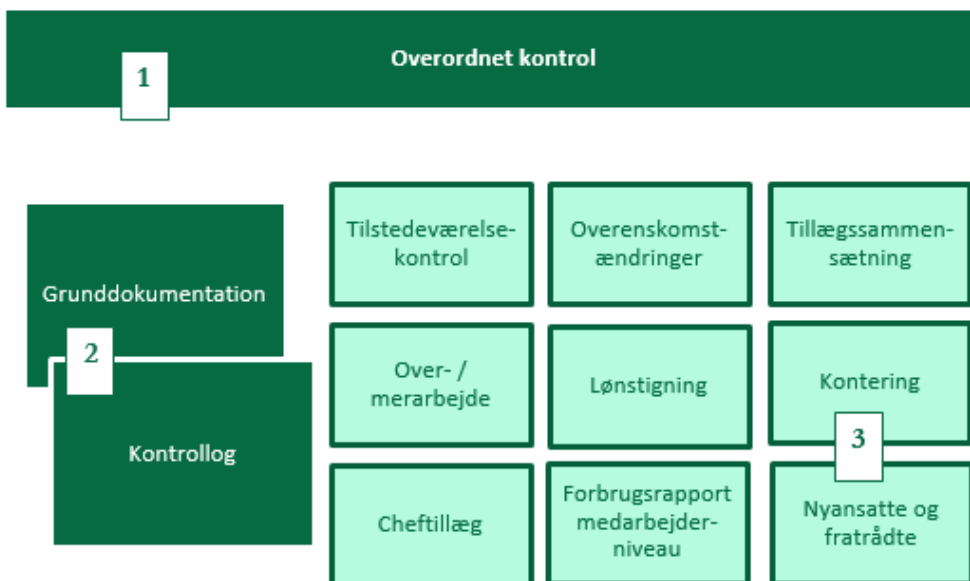 Overordnet kontrol
1
Grunddokumentation
2
Kontrollog
Tilstedeværelse-
kontrol
Overenskomst-
ændringer
Tillægssammen-
sætning
Over- /
merarbejde
Lønstigning
Kontering
3
Cheftillæg
Forbrugsrapport
medarbejder-
niveau
Nyansatte og
fratrådte